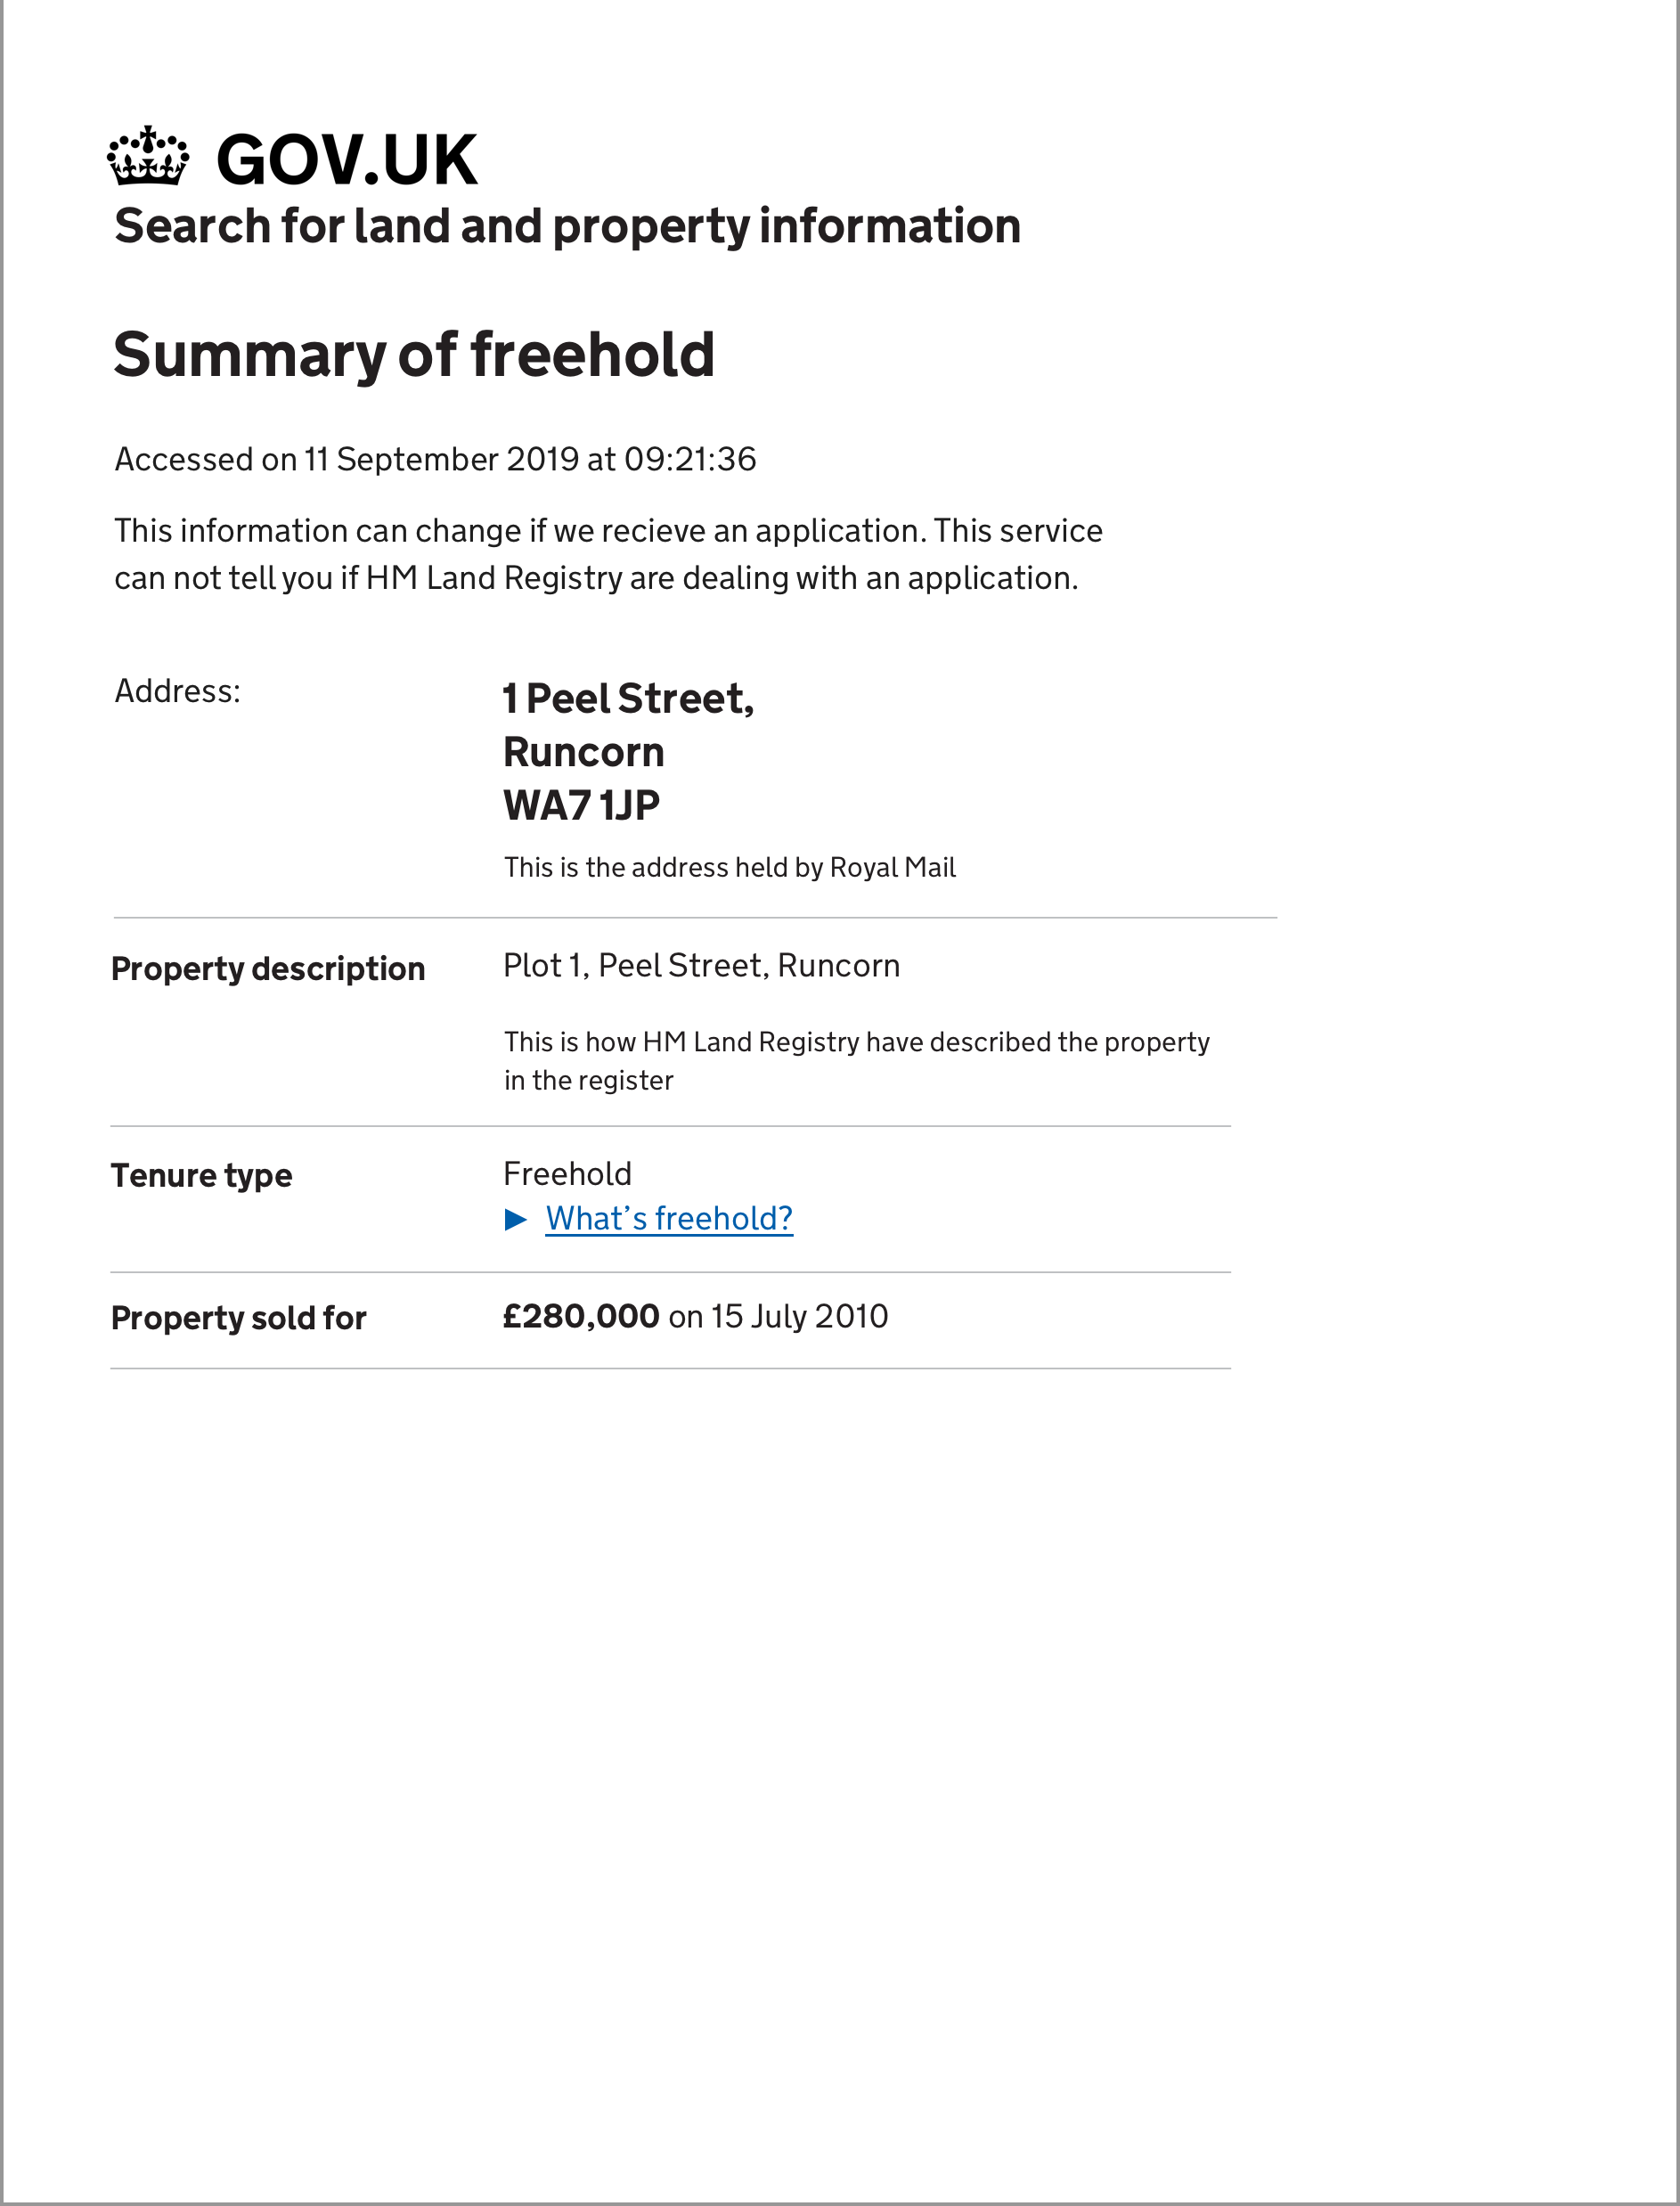 GOV.UK
Search for land and property information
Summary of freehold
Accessed on 11 September 2019 at 09:21:36
This information can change if we recieve an application. This service
can not tell you if HM Land Registry are dealing with an application.
Address:
1 Peel Street,
Runcorn
WA7 1JP
This is the address held by Royal Mail
Property description
Plot 1, Peel Street, Runcorn
This is how HM Land Registry have described the property
in the register
Tenure type
Freehold
► What’s freehold?
Property sold for
£280,000 on 15 July 2010